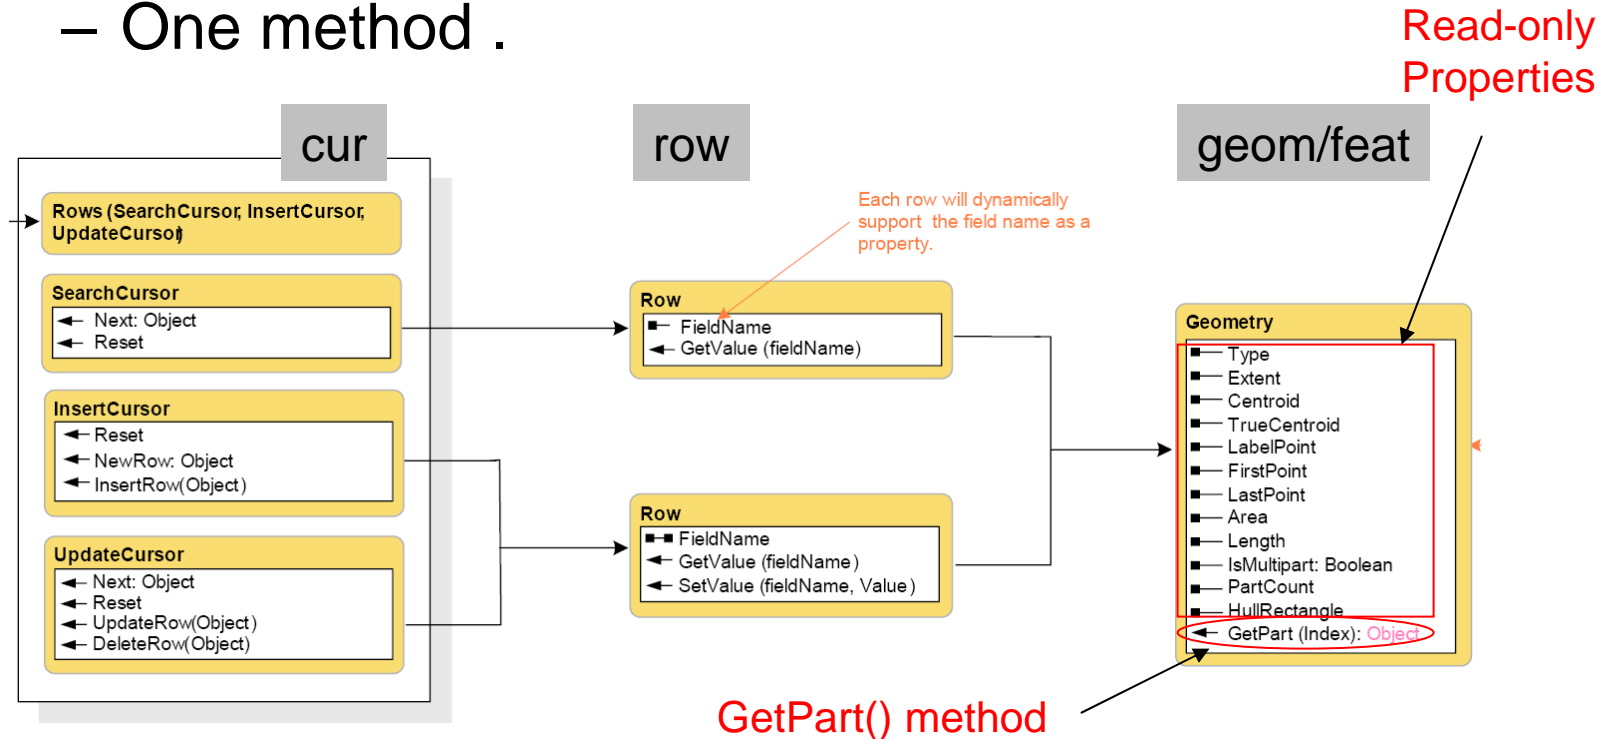 – One method .
Read-only
Properties
cur
row
geom/feat
Rows (SearchCursor, InsertCursor,
UpdateCursor)
SearchCursor
Next: Object
Reset
InsertCursor
Reset
NewRow: Object
InsertRow(Object)
UpdateCursor
Next: Object
Reset
UpdateRow(Object)
DeleteRow(Object)
Each row will dynamically
support the field name as a
property.
Row
FieldName
GetValue (fieldName)
Row
FieldName
GetValue (fieldName)
SetValue (fieldName, Value)
Geometry
Type
Extent
Centroid
TrueCentroid
LabelPoint
FirstPoint
LastPoint
Area
Length
IsMultipart: Boolean
PartCount
HullRectangle
GetPart (Index): Object
GetPart() method